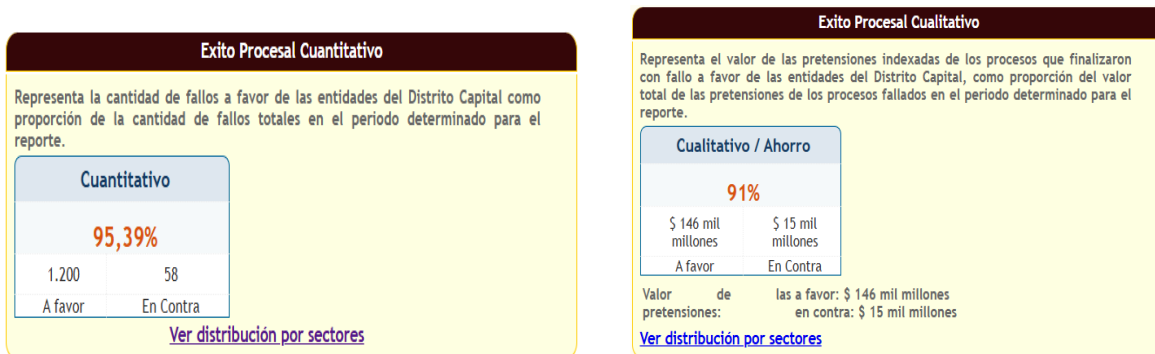 Exito Procesal Cuantitativo
Representa la cantidad de fallos a favor de las entidades del Distrito Capital como
proporción de la cantidad de fallos totales en el periodo determinado para el
reporte.
Cuantitativo
95,39%
1.200 58
A favor En Contra
Ver distribución por sectores
Exito Procesal Cualitativo
Representa el valor de las pretensiones indexadas de los procesos que finalizaron
con fallo a favor de las entidades del Distrito Capital, como proporción del valor
total de las pretensiones de los procesos fallados en el periodo determinado para el
reporte.
Cualitativo / Ahorro
91%
$ 146 mil $ 15 mil
millones millones
A favor En Contra
Valor de las a favor: $ 146 mil millones
pretensiones: en contra: $ 15 mil millones
Ver distribución por sectores